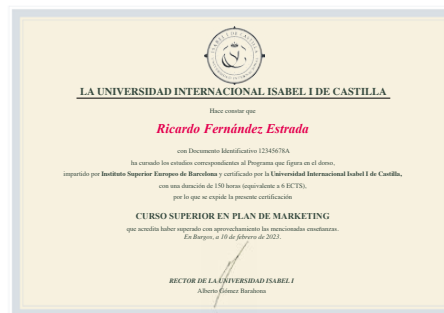 ISABEL I DE CASTILLA
LA UNIVERSIDAD INTERNACIONAL ISABEL I DE CASTILLA
Hace constar que
Ricardo Fernández Estrada
con Documento Identificativo 12345678A
ha cursado los estudios correspondientes al Programa que figura en el dorso,
impartido por Instituto Superior Europeo de Barcelona y certificado por la Universidad Internacional Isabel I de Castilla,
con una duración de 150 horas (equivalente a 6 ECTS),
por lo que se expide la presente certificación
CURSO SUPERIOR EN PLAN DE MARKETING
que acredita haber superado con aprovechamiento las mencionadas enseñanzas.
En Burgos, a 10 de febrero de 2023.
RECTOR DE LA UNIVERSIDAD ISABEL I
Alberto Gómez Barahona